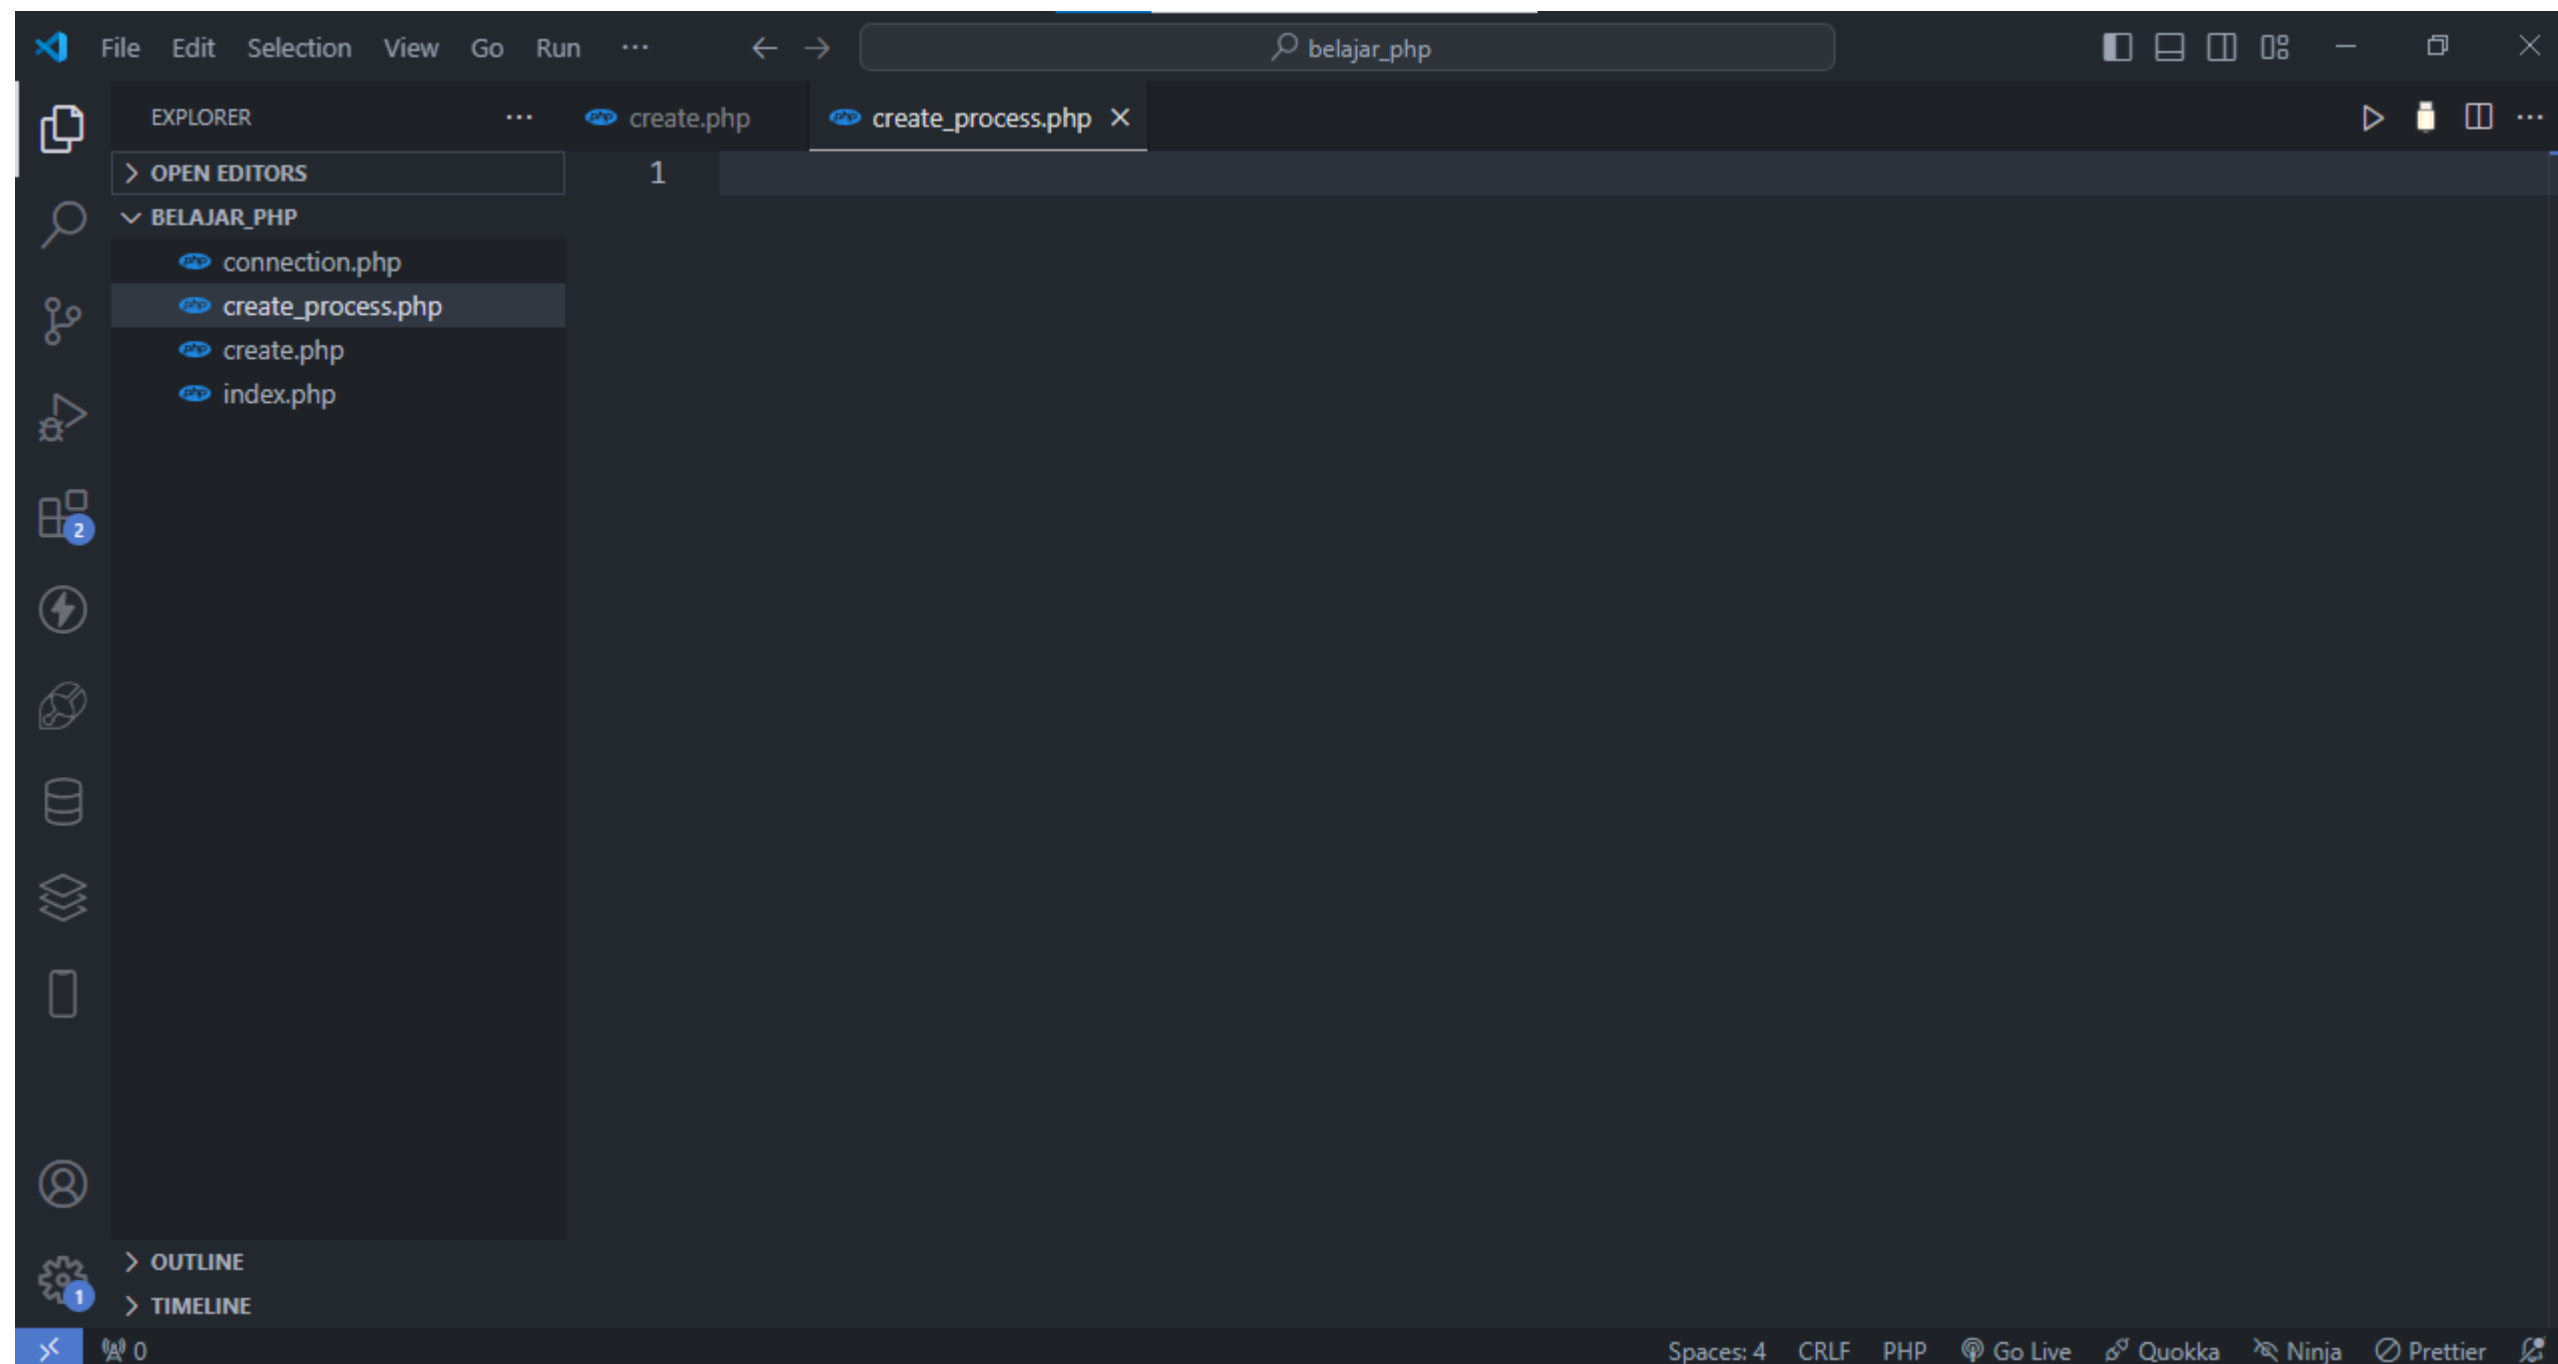 File Edit Selection View Go Run ··· belajar_php
EXPLORER ···
create.php
create_process.php
OPEN EDITORS
BELAJAR_PHP
connection.php
create_process.php
create.php
index.php
1
2
OUTLINE
TIMELINE
1
0
Spaces: 4 CRLF PHP Go Live Quokka Ninja Prettier